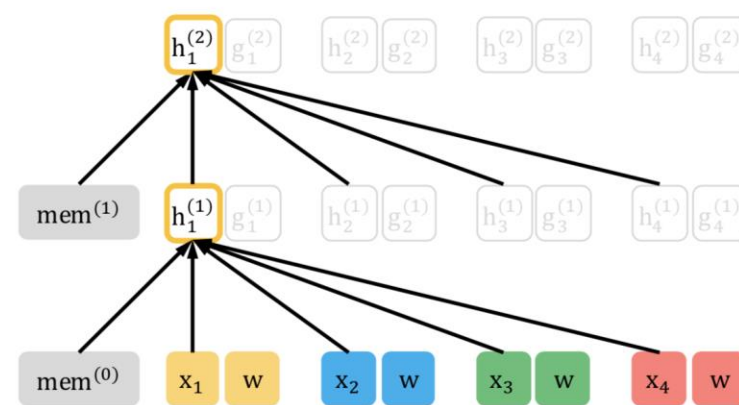 h₁⁽²⁾ g₁⁽²⁾ h₂⁽²⁾ g₂⁽²⁾ h₃⁽²⁾ g₃⁽²⁾ h₄⁽²⁾ g₄⁽²⁾
mem⁽¹⁾ h₁⁽¹⁾ g₁⁽¹⁾ h₂⁽¹⁾ g₂⁽¹⁾ h₃⁽¹⁾ g₃⁽¹⁾ h₄⁽¹⁾ g₄⁽¹⁾
mem⁽⁰⁾ x₁ w x₂ w x₃ w x₄ w